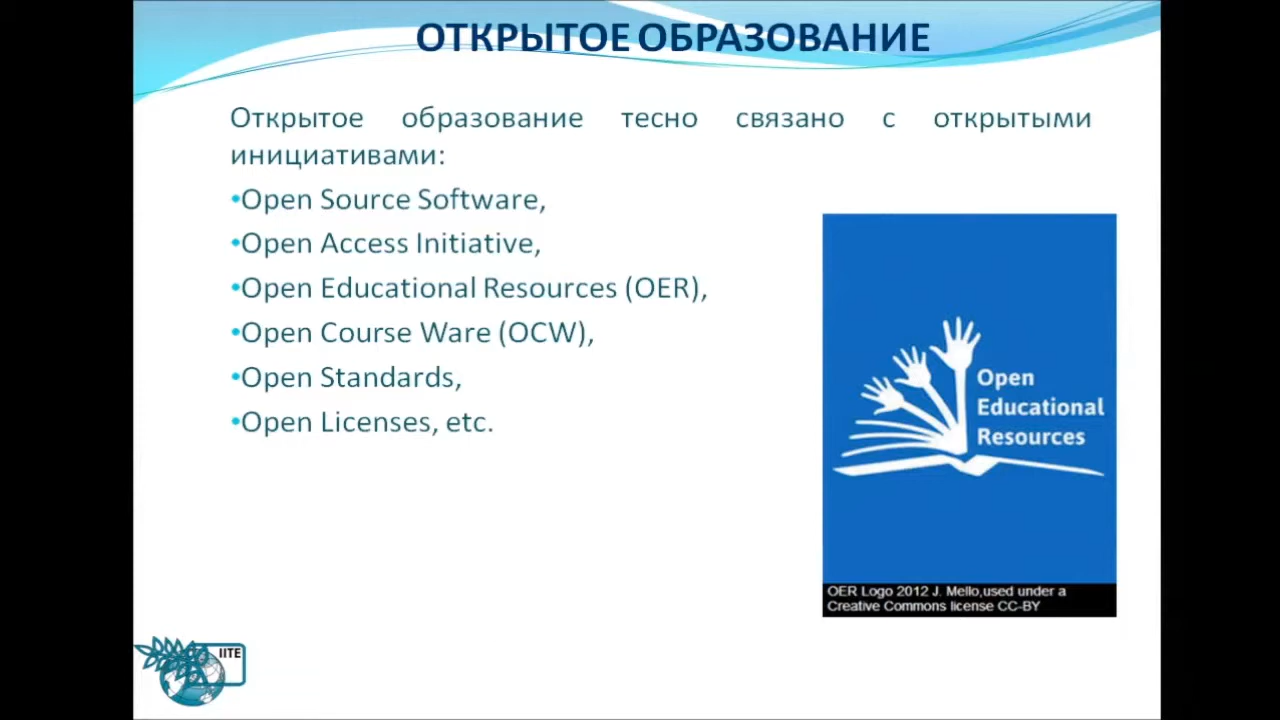 ОТКРЫТОЕ ОБРАЗОВАНИЕ
Открытое образование тесно связано с открытыми
инициативами:
•Open Source Software,
•Open Access Initiative,
•Open Educational Resources (OER),
•Open Course Ware (OCW),
•Open Standards,
•Open Licenses, etc.
Open
Educational
Resources
OER Logo 2012 J. Mello,used under a
Creative Commons license CC-BY
IITE